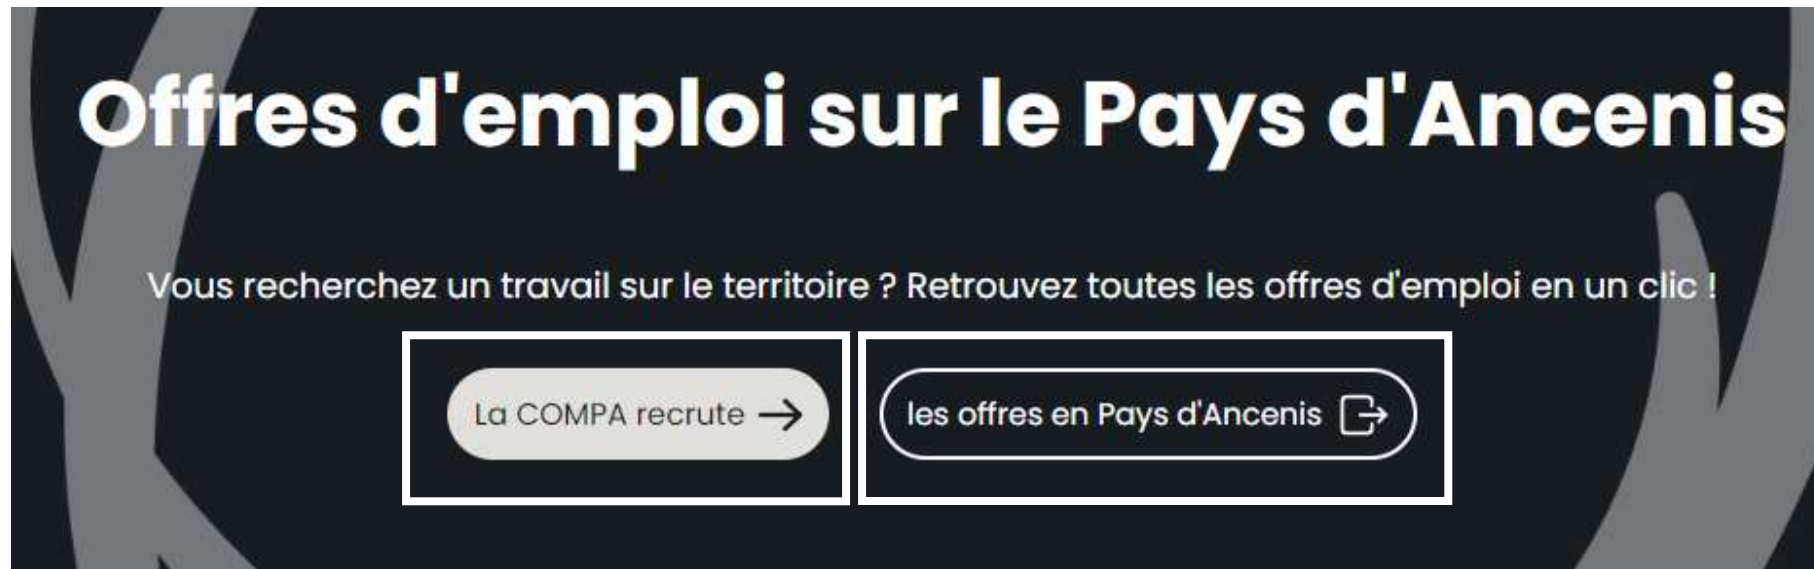 Offres d'emploi sur le Pays d'Ancenis
Vous recherchez un travail sur le territoire ? Retrouvez toutes les offres d'emploi en un clic !
La COMPA recrute
les offres en Pays d'Ancenis